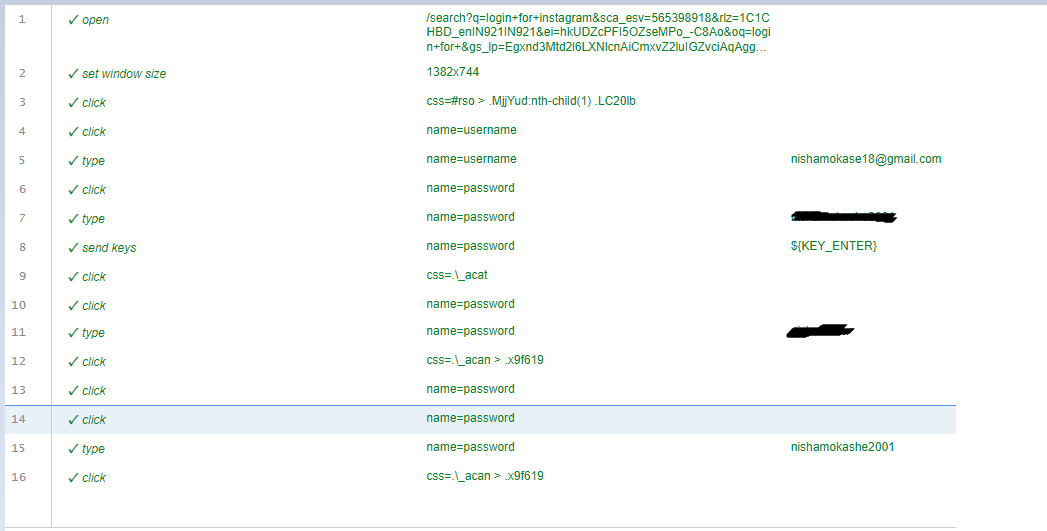 1 ✓ open /search?q=login+for+instagram&sca_esv=565398918&rlz=1C1C
HBD_enIN921IN921&ei=hkUDZcPFI5OZseMPo_-C8Ao&oq=logi
n+for+&gs_lp=Egxnd3Mtd2l6LXNlcnAiCmxvZ2luIGZvciAqAgg...
2 ✓ set window size 1382x744
3 ✓ click css=#rso > .MjjYud:nth-child(1) .LC20lb
4 ✓ click name=username
5 ✓ type name=username nishamokase18@gmail.com
6 ✓ click name=password
7 ✓ type name=password
8 ✓ send keys name=password ${KEY_ENTER}
9 ✓ click css=.\_acat
10 ✓ click name=password
11 ✓ type name=password
12 ✓ click css=.\_acan > .x9f619
13 ✓ click name=password
14 ✓ click name=password
15 ✓ type name=password nishamokashe2001
16 ✓ click css=.\_acan > .x9f619